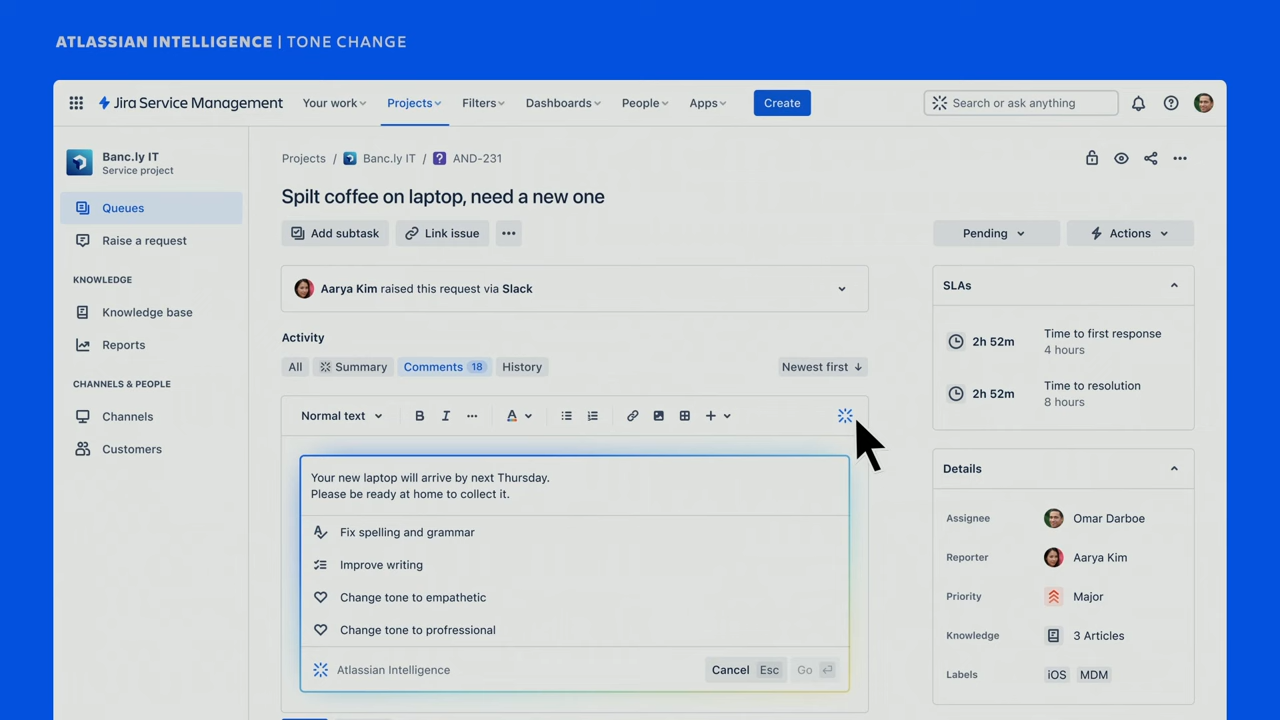 ATLASSIAN INTELLIGENCE | TONE CHANGE
Jira Service Management Your work Projects Filters Dashboards People Apps Create Search or ask anything
Banc.ly IT
Service project
Queues
Raise a request
KNOWLEDGE
Knowledge base
Reports
CHANNELS & PEOPLE
Channels
Customers
Projects / Banc.ly IT / AND-231
Spilt coffee on laptop, need a new one
Add subtask Link issue
Pending Actions
Aarya Kim raised this request via Slack
Activity
All Summary Comments 18 History Newest first
Normal text B I A
Your new laptop will arrive by next Thursday.
Please be ready at home to collect it.
Fix spelling and grammar
Improve writing
Change tone to empathetic
Change tone to profressional
Atlassian Intelligence Cancel Esc Go
SLAs
2h 52m Time to first response
4 hours
2h 52m Time to resolution
8 hours
Details
Assignee Omar Darboe
Reporter Aarya Kim
Priority Major
Knowledge 3 Articles
Labels iOS MDM